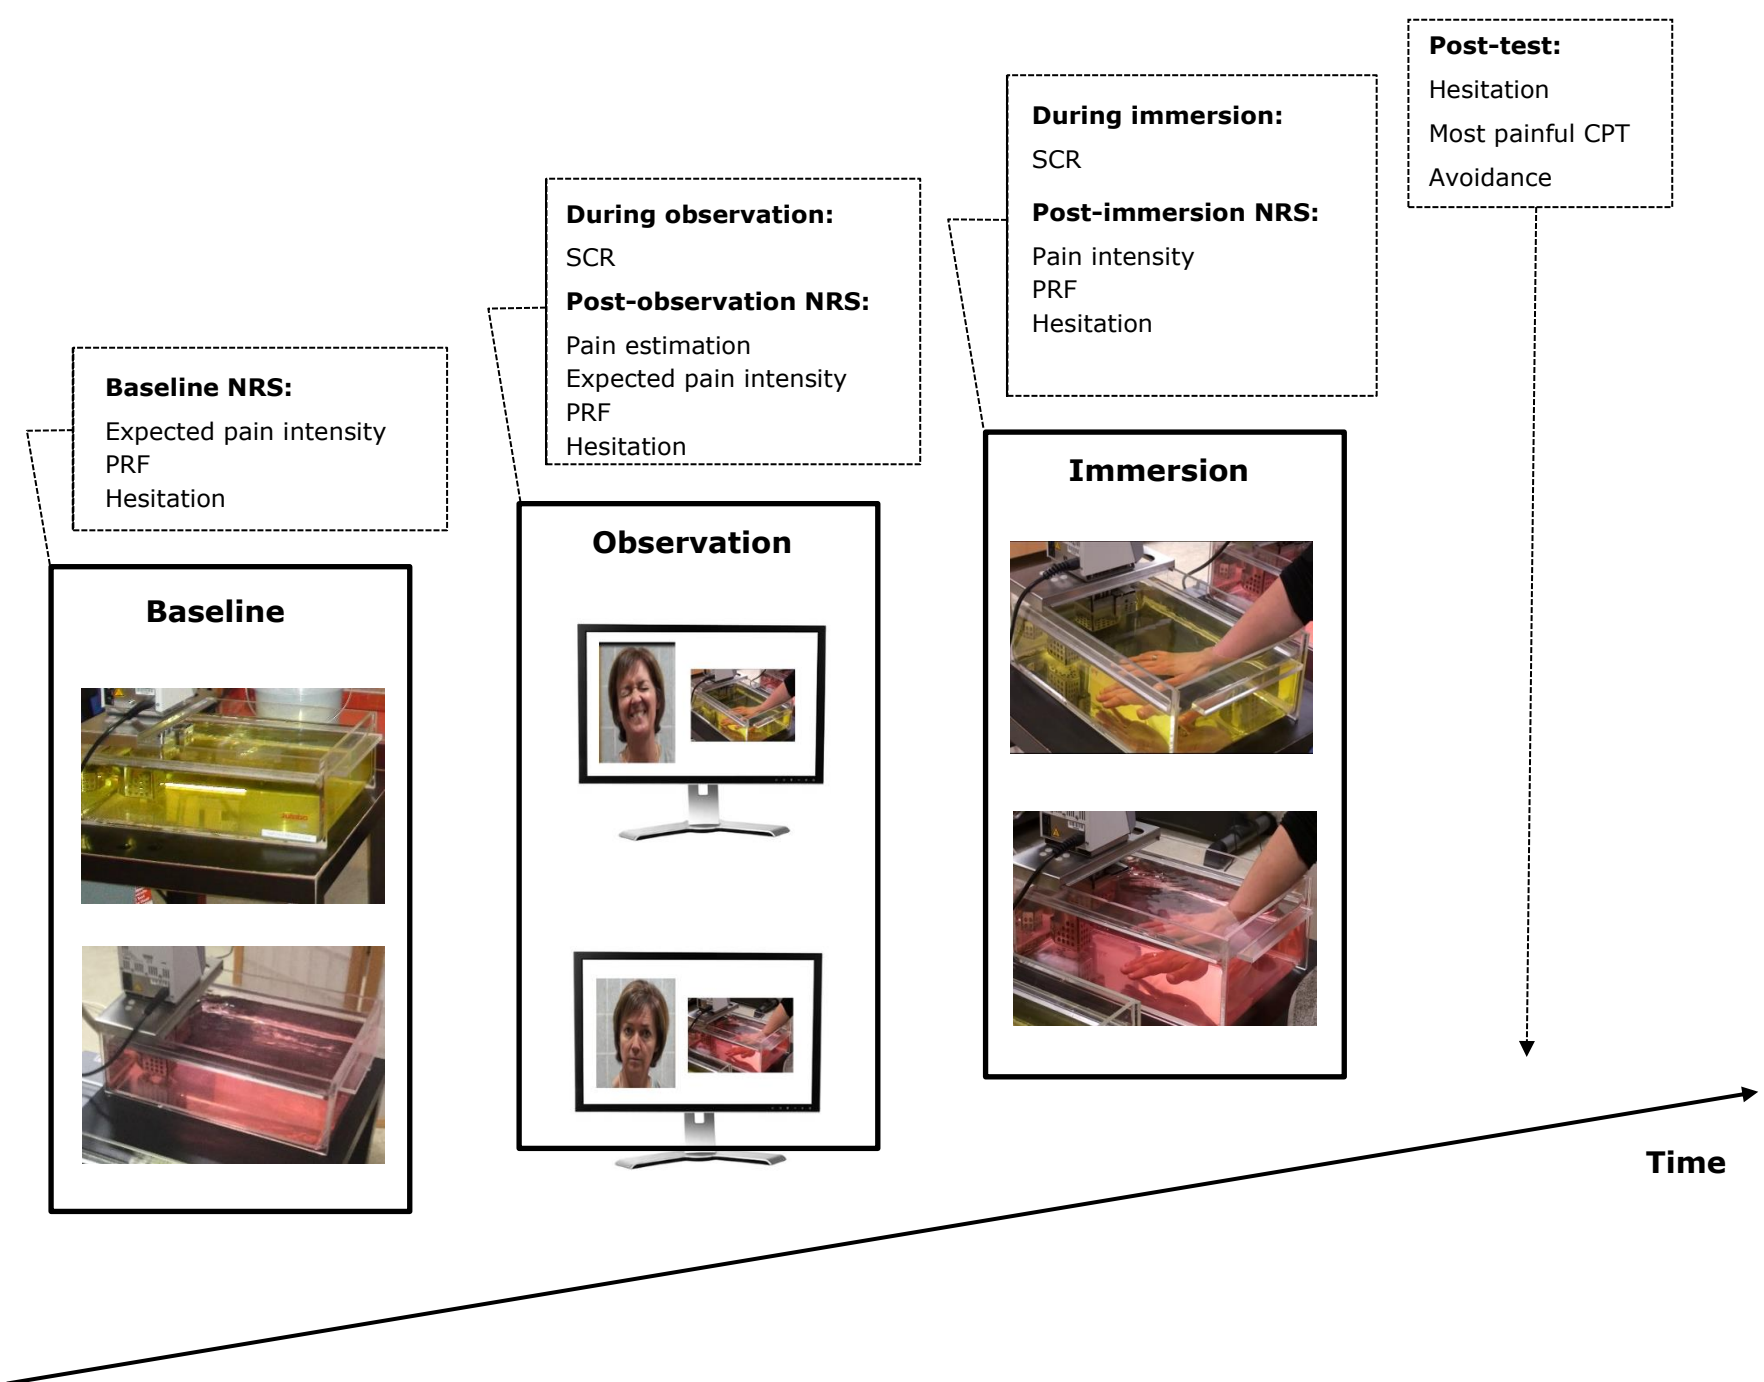 Baseline NRS:
Expected pain intensity
PRF
Hesitation
Baseline
During observation:
SCR
Post-observation NRS:
Pain estimation
Expected pain intensity
PRF
Hesitation
Observation
During immersion:
SCR
Post-immersion NRS:
Pain intensity
PRF
Hesitation
Immersion
Post-test:
Hesitation
Most painful CPT
Avoidance
Time